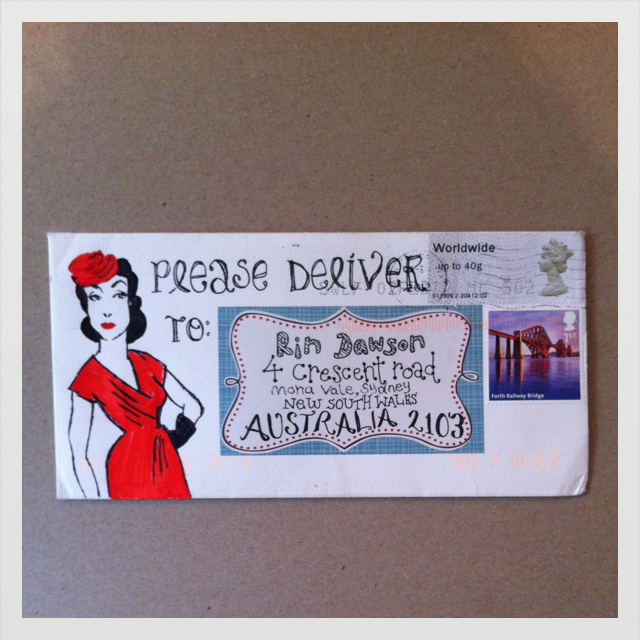 PLEASE DELIVER
TO:
Rin Dawson
4 Crescent road
Mona Vale, Sydney
NEW SOUTH WALES
AUSTRALIA 2103
Worldwide
up to 40g
1st
Forth Railway Bridge